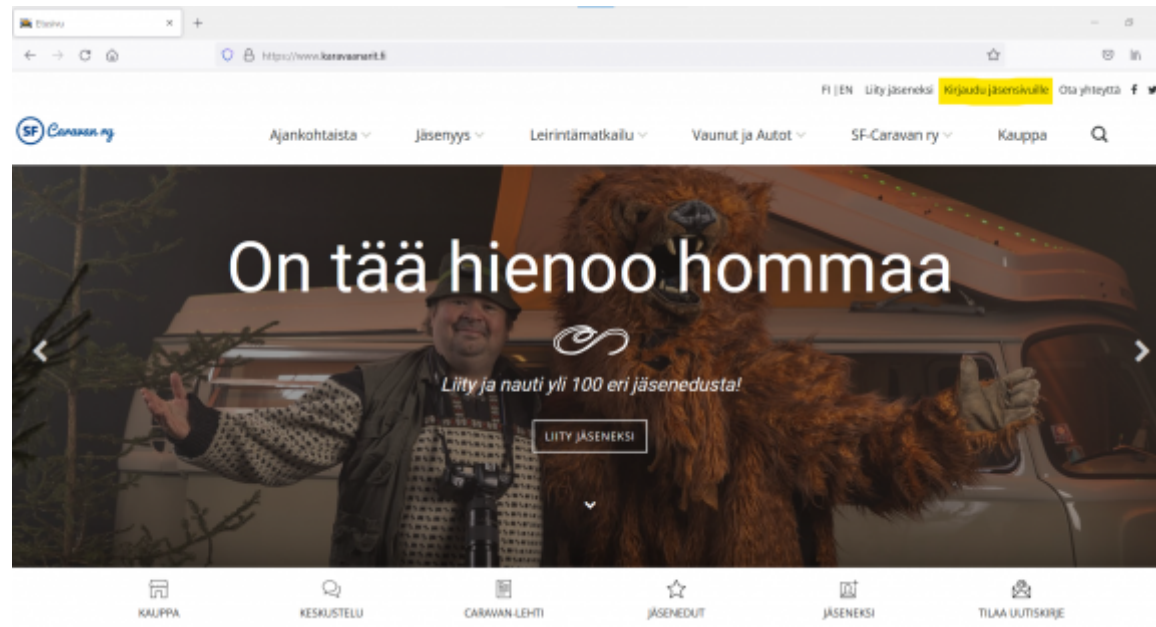 Etusivu
https://www.karavaanarit.fi
FI | EN Liity jäseneksi Kirjaudu jäsensivuille Ota yhteyttä
SF Caravan ry
Ajankohtaista Jäsenyys Leirintämatkailu Vaunut ja Autot SF-Caravan ry Kauppa
On tää hienoo hommaa
Liity ja nauti yli 100 eri jäsenedusta!
LIITY JÄSENEKSI
KAUPPA KESKUSTELU CARAVAN-LEHTI JÄSENEDUT JÄSENEKSI TILAA UUTISKIRJE